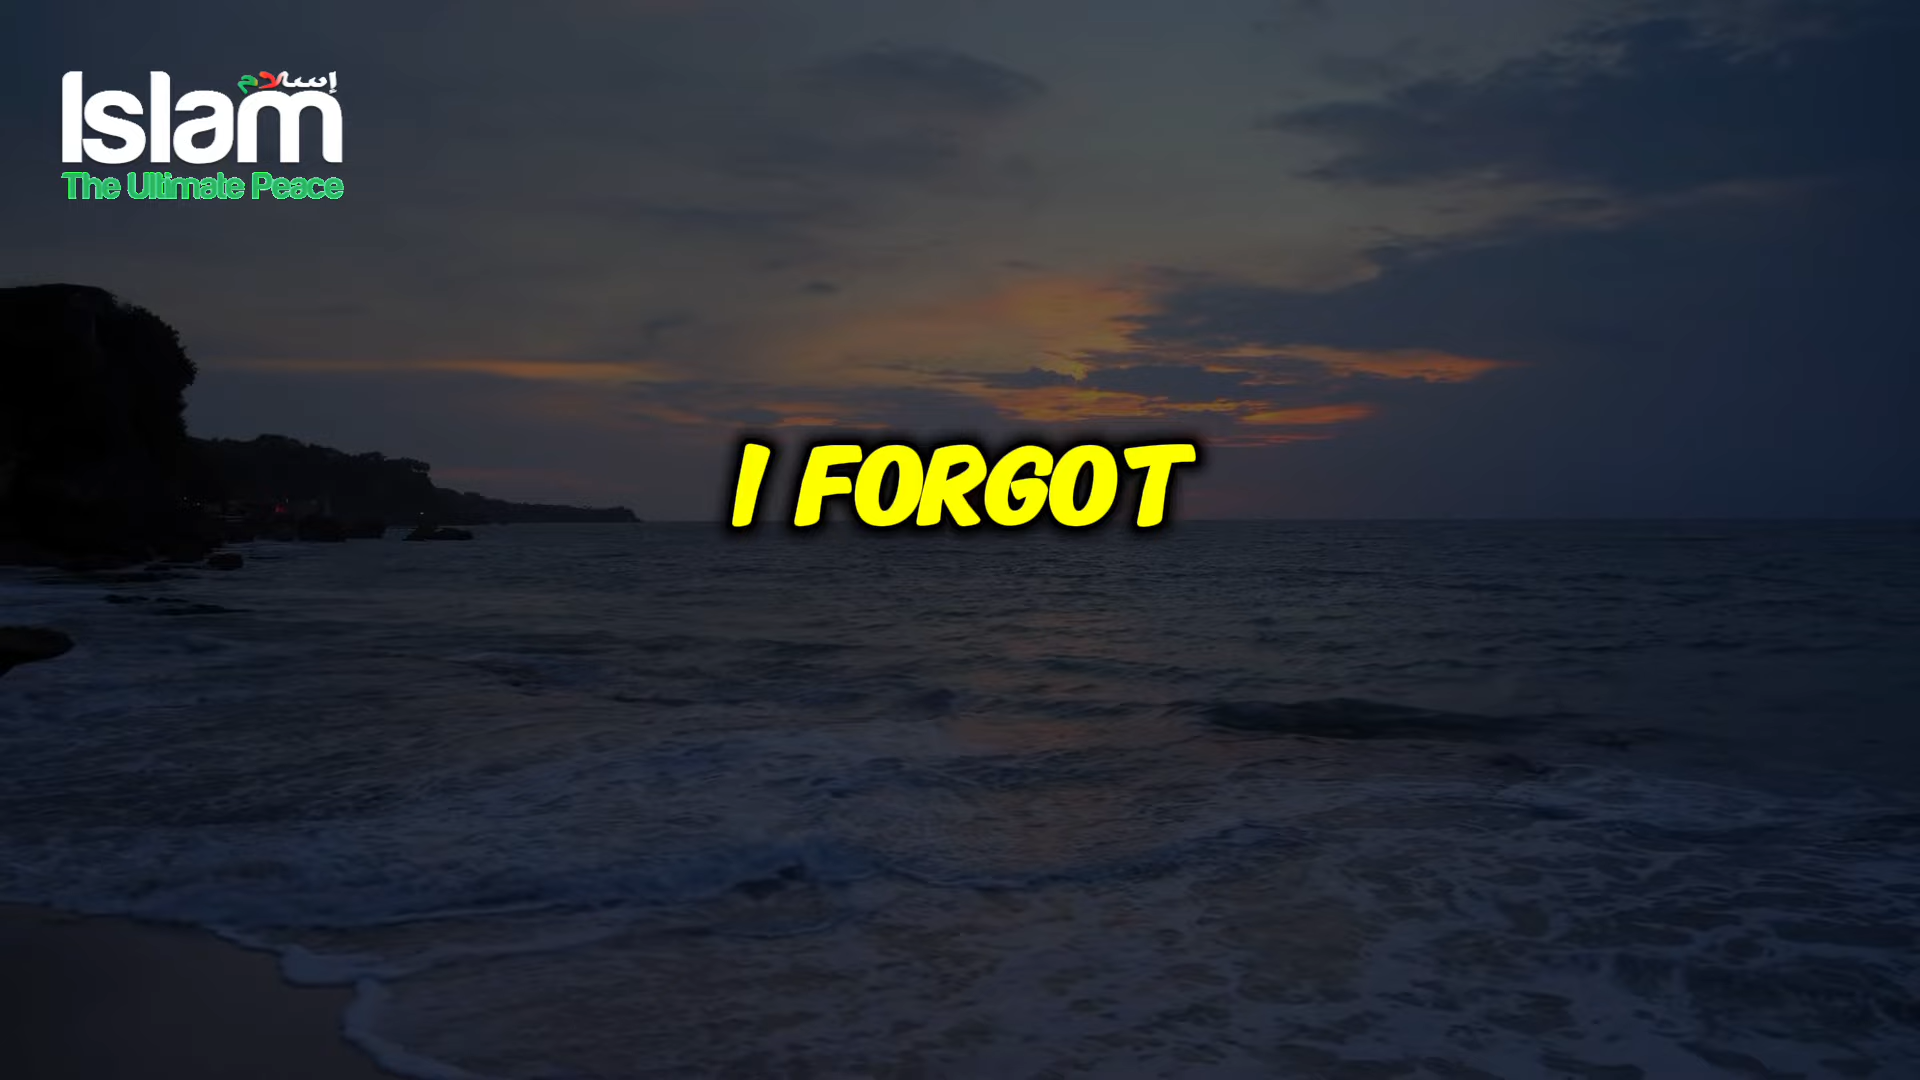 إسلام
Islam
The Ultimate Peace
I FORGOT